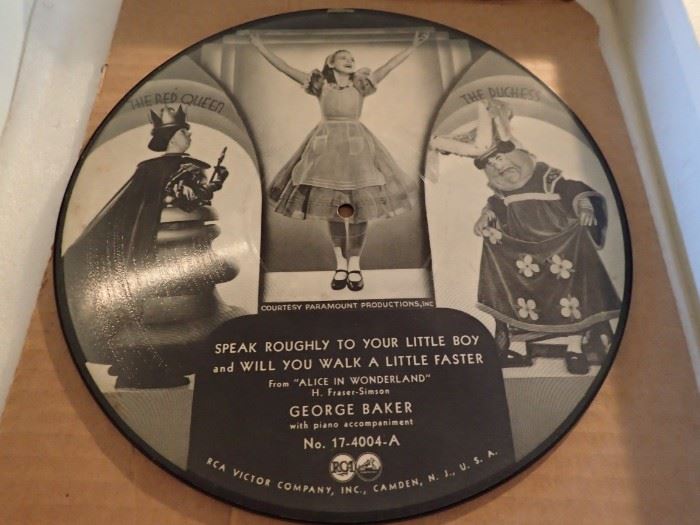 THE RED QUEEN
THE DUCHESS
COURTESY PARAMOUNT PRODUCTIONS, INC
SPEAK ROUGHLY TO YOUR LITTLE BOY
and WILL YOU WALK A LITTLE FASTER
From "ALICE IN WONDERLAND"
H. Fraser-Simson
GEORGE BAKER
with piano accompaniment
No. 17-4004-A
RCA
RCA VICTOR COMPANY, INC., CAMDEN, N. J., U. S. A.